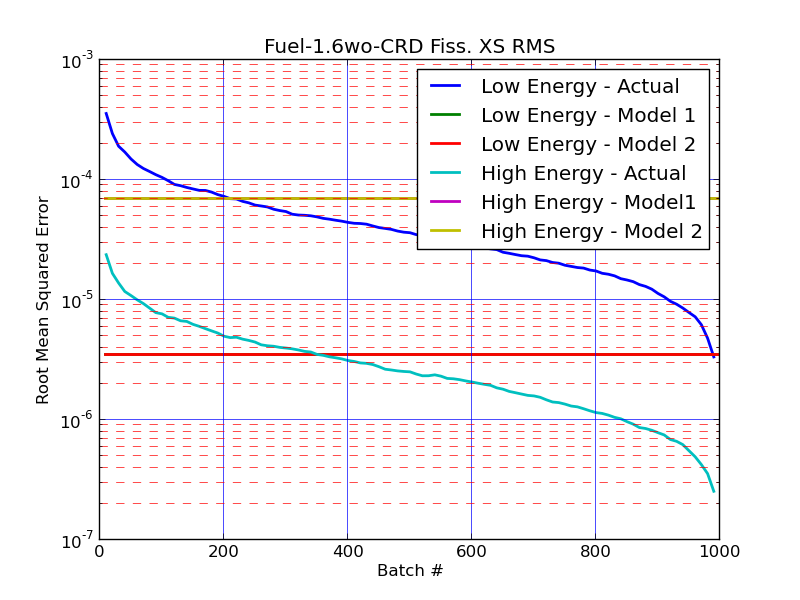 Fuel-1.6wo-CRD Fiss. XS RMS
10^-3
10^-4
10^-5
10^-6
10^-7
Root Mean Squared Error
Low Energy - Actual
Low Energy - Model 1
Low Energy - Model 2
High Energy - Actual
High Energy - Model1
High Energy - Model 2
0 200 400 600 800 1000
Batch #